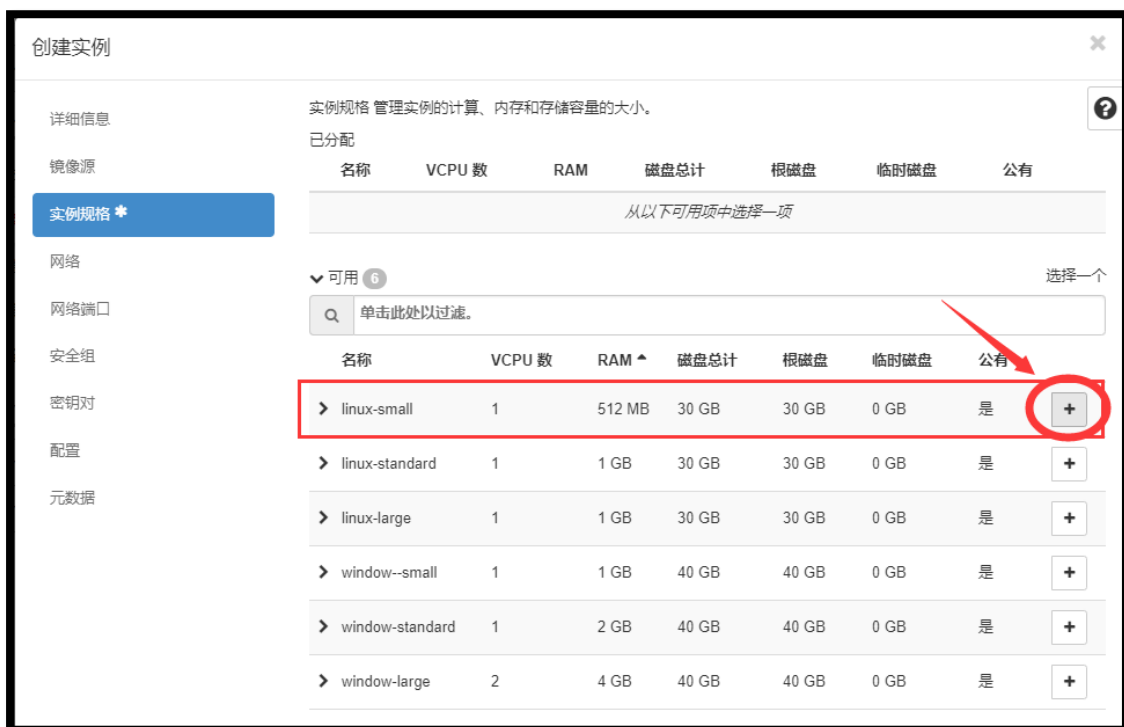 创建实例 ×
详细信息
镜像源
实例规格 *
网络
网络端口
安全组
密钥对
配置
元数据
实例规格 管理实例的计算、内存和存储容量的大小。 ?
已分配
名称 VCPU 数 RAM 磁盘总计 根磁盘 临时磁盘 公有
从以下可用项中选择一项
可用 6 选择一个
单击此处以过滤。
名称 VCPU 数 RAM 磁盘总计 根磁盘 临时磁盘 公有
linux-small 1 512 MB 30 GB 30 GB 0 GB 是 +
linux-standard 1 1 GB 30 GB 30 GB 0 GB 是 +
linux-large 1 1 GB 30 GB 30 GB 0 GB 是 +
window--small 1 1 GB 40 GB 40 GB 0 GB 是 +
window-standard 1 2 GB 40 GB 40 GB 0 GB 是 +
window-large 2 4 GB 40 GB 40 GB 0 GB 是 +